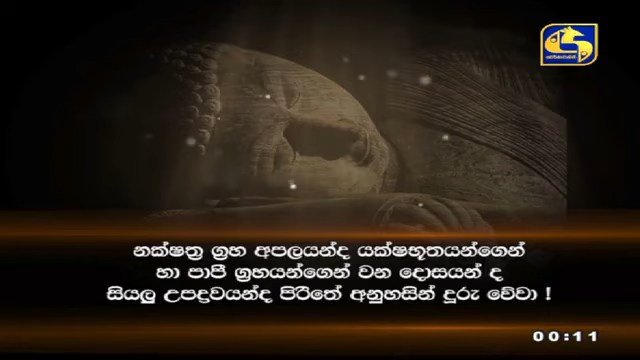 නක්ෂත්‍ර ග්‍රහ අපලයන්ද යක්ෂභූතයන්ගෙන්
හා පාපී ග්‍රහයන්ගෙන් වන දොසයන් ද
සියලු උපද්‍රවයන්ද පිරිතේ අනුහසින් දූරු වේවා !
00:11